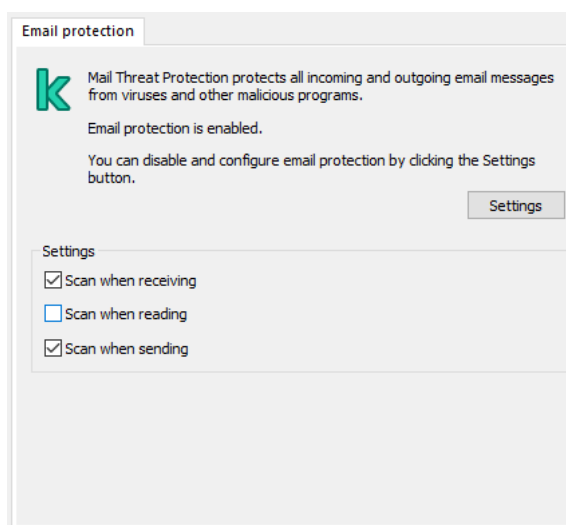 Email protection
Mail Threat Protection protects all incoming and outgoing email messages
from viruses and other malicious programs.
Email protection is enabled.
You can disable and configure email protection by clicking the Settings
button.
Settings
Settings
Scan when receiving
Scan when reading
Scan when sending